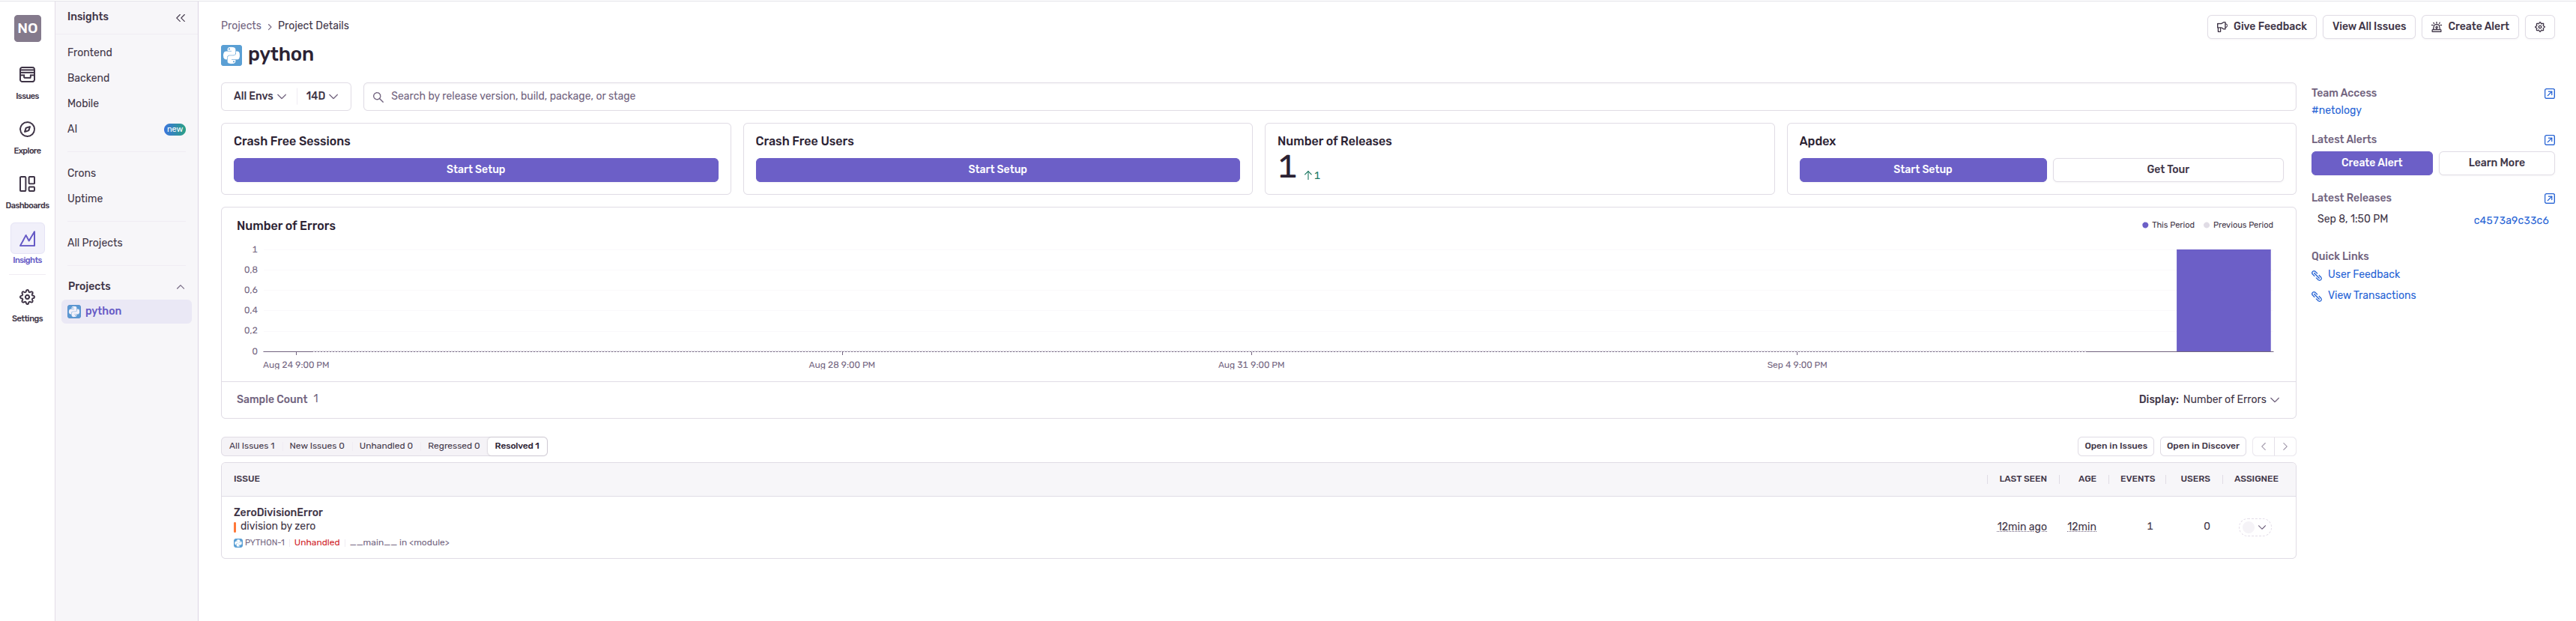 NO
Issues
Explore
Dashboards
Insights
Settings
Insights
Frontend
Backend
Mobile
AI new
Crons
Uptime
All Projects
Projects
python
Projects > Project Details
python
Give Feedback
View All Issues
Create Alert
All Envs
14D
Search by release version, build, package, or stage
Crash Free Sessions
Start Setup
Crash Free Users
Start Setup
Number of Releases
1 ↑1
Apdex
Start Setup
Get Tour
Number of Errors
This Period Previous Period
1
0,8
0,6
0,4
0,2
0
Aug 24 9:00 PM Aug 28 9:00 PM Aug 31 9:00 PM Sep 4 9:00 PM
Sample Count 1
Display: Number of Errors
All Issues 1 New Issues 0 Unhandled 0 Regressed 0 Resolved 1
Open in Issues Open in Discover
ISSUE LAST SEEN AGE EVENTS USERS ASSIGNEE
ZeroDivisionError
division by zero
PYTHON-1 Unhandled __main__ in <module>
12min ago 12min 1 0
Team Access
#netology
Latest Alerts
Create Alert Learn More
Latest Releases
Sep 8, 1:50 PM c4573a9c33c6
Quick Links
User Feedback
View Transactions